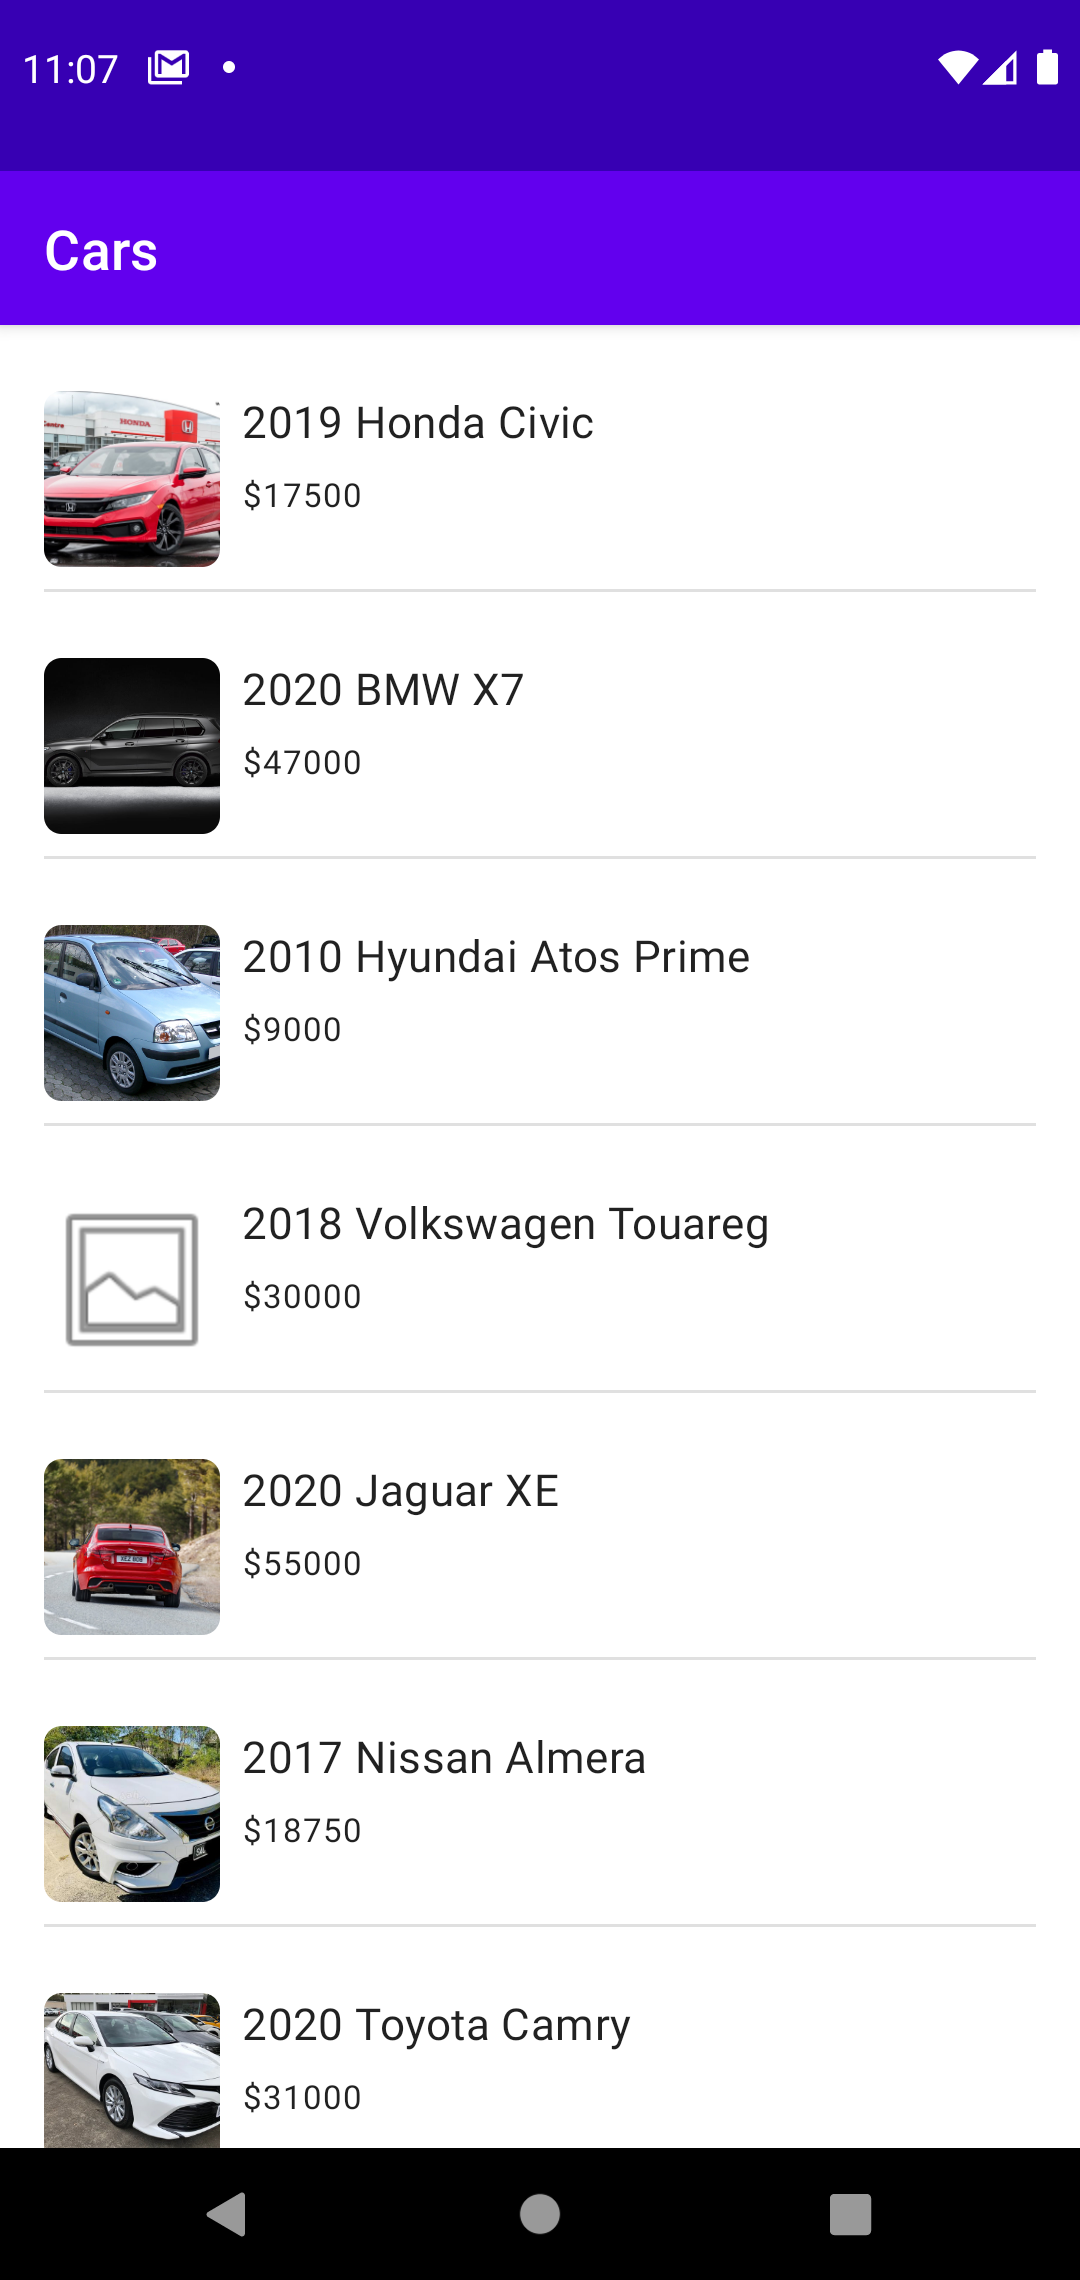 11:07
Cars
2019 Honda Civic
$17500
HONDA
2020 BMW X7
$47000
2010 Hyundai Atos Prime
$9000
2018 Volkswagen Touareg
$30000
2020 Jaguar XE
$55000
2017 Nissan Almera
$18750
2020 Toyota Camry
$31000